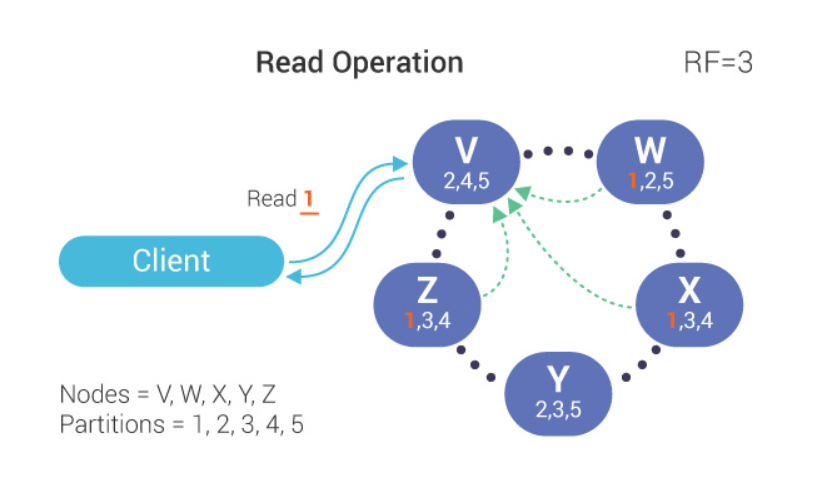 Read Operation
RF=3
V
2,4,5
W
1,2,5
Read 1
Client
Z
1,3,4
X
1,3,4
Y
2,3,5
Nodes = V, W, X, Y, Z
Partitions = 1, 2, 3, 4, 5